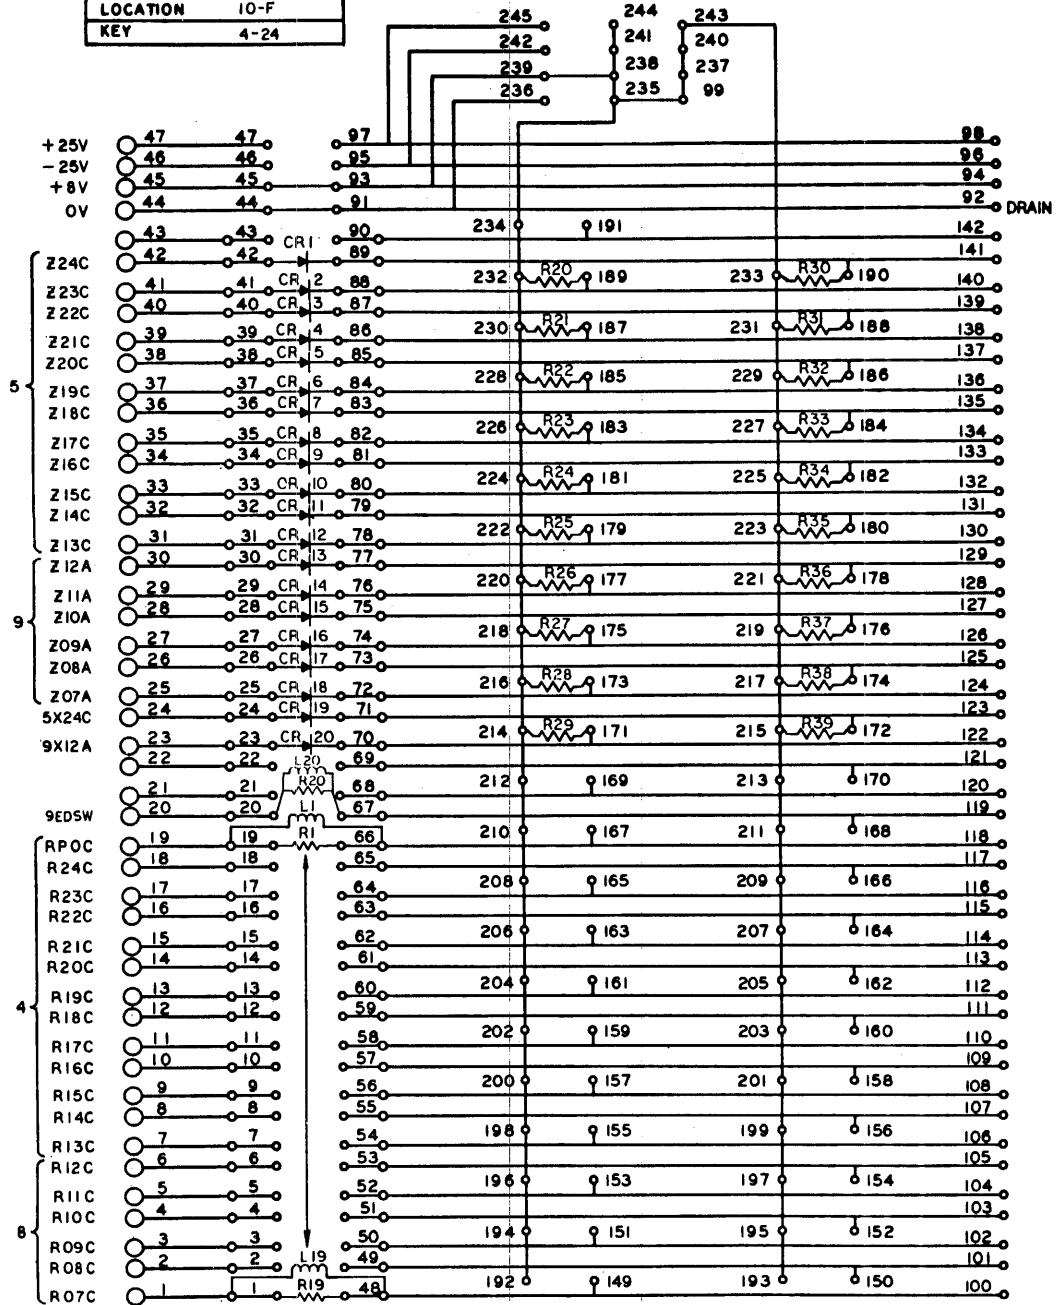 LOCATION 10-F
KEY 4-24
245 244 243
242 241 240
239 238 237
236 235 99
+25V 47 47 97 98
-25V 46 46 95 96
+8V 45 45 93 94
0V 44 44 91 92 DRAIN
43 43 90 234 191 142
Z24C 42 42 CR1 89 141
Z23C 41 41 CR 2 88 232 R20 189 233 R30 190 140
Z22C 40 40 CR 3 87 139
Z21C 39 39 CR 4 86 230 R21 187 231 R31 188 138
Z20C 38 38 CR 5 85 137
5
Z19C 37 37 CR 6 84 228 R22 185 229 R32 186 136
Z18C 36 36 CR 7 83 135
Z17C 35 35 CR 8 82 226 R23 183 227 R33 184 134
Z16C 34 34 CR 9 81 133
Z15C 33 33 CR 10 80 224 R24 181 225 R34 182 132
Z14C 32 32 CR 11 79 131
Z13C 31 31 CR 12 78 222 R25 179 223 R35 180 130
Z12A 30 30 CR 13 77 129
Z11A 29 29 CR 14 76 220 R26 177 221 R36 178 128
Z10A 28 28 CR 15 75 127
9
Z09A 27 27 CR 16 74 218 R27 175 219 R37 176 126
Z08A 26 26 CR 17 73 125
Z07A 25 25 CR 18 72 216 R28 173 217 R38 174 124
5X24C 24 24 CR 19 71 123
9X12A 23 23 CR 20 70 214 R29 171 215 R39 172 122
22 22 L20 69 121
21 21 R20 68 212 169 213 170 120
9EDSW 20 20 L1 67 119
RP0C 19 19 R1 66 210 167 211 168 118
R24C 18 18 65 117
R23C 17 17 64 208 165 209 166 116
R22C 16 16 63 115
R21C 15 15 62 206 163 207 164 114
R20C 14 14 61 113
R19C 13 13 60 204 161 205 162 112
4
R18C 12 12 59 111
R17C 11 11 58 202 159 203 160 110
R16C 10 10 57 109
R15C 9 9 56 200 157 201 158 108
R14C 8 8 55 107
R13C 7 7 54 198 155 199 156 106
R12C 6 6 53 105
R11C 5 5 52 196 153 197 154 104
R10C 4 4 51 103
8
R09C 3 3 50 194 151 195 152 102
R08C 2 2 L19 49 101
R07C 1 1 R19 48 192 149 193 150 100